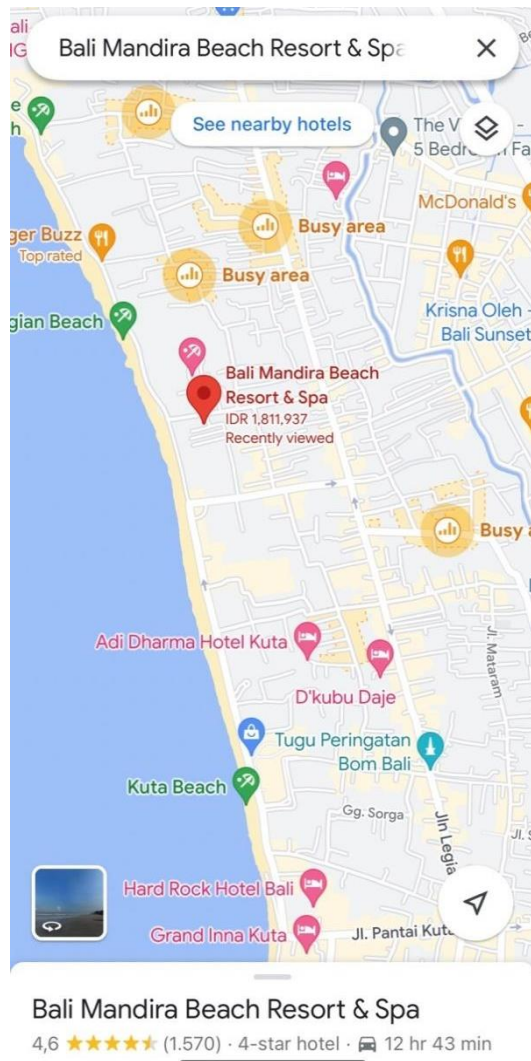 ali
Bali Mandira Beach Resort & Spa
See nearby hotels
The V
5 Bedr
Fa
McDonald's
ger Buzz
Top rated
Busy area
Busy area
gian Beach
Krisna Oleh -
Bali Sunset
Bali Mandira Beach
Resort & Spa
IDR 1,811,937
Recently viewed
Busy a
Adi Dharma Hotel Kuta
D'kubu Daje
Jl. Mataram
Tugu Peringatan
Bom Bali
Kuta Beach
Gg. Sorga
Jln Legia
Hard Rock Hotel Bali
Grand Inna Kuta
Jl. Pantai Kuta
Bali Mandira Beach Resort & Spa
4,6 (1.570) · 4-star hotel · 12 hr 43 min